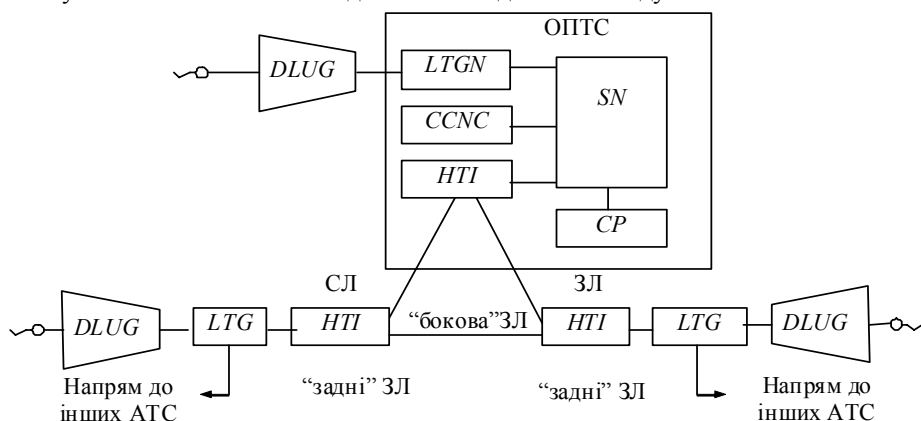 ОПТС
DLUG
LTGN
SN
CCNC
HTI
CP
СЛ
ЗЛ
DLUG
LTG
HTI
“бокова”ЗЛ
HTI
LTG
DLUG
Напрям до
інших АТС
“задні” ЗЛ
“задні” ЗЛ
Напрям до
інших АТС